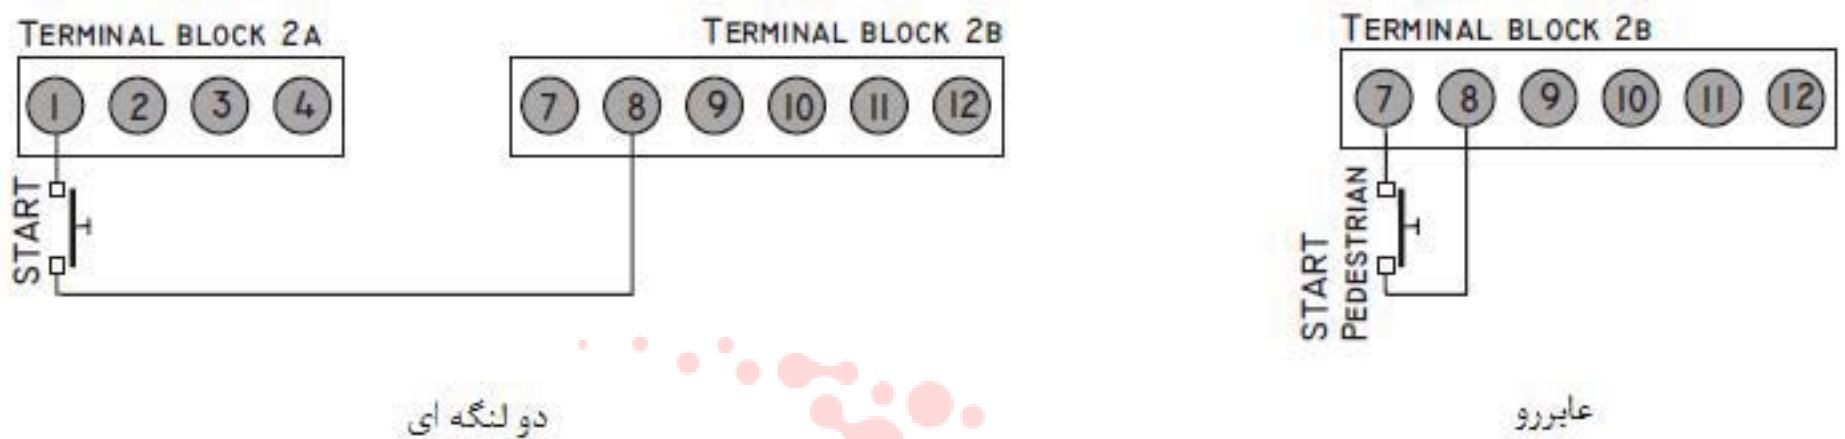 TERMINAL BLOCK 2A
1 2 3 4
START
دو لنگه ای
TERMINAL BLOCK 2B
7 8 9 10 11 12
TERMINAL BLOCK 2B
7 8 9 10 11 12
START
PEDESTRIAN
عابررو